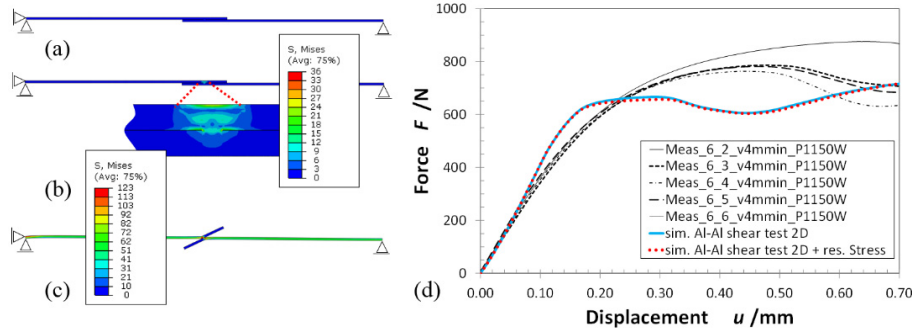 (a)
S, Mises
(Avg: 75%)
36
33
30
27
24
21
18
15
12
9
6
3
0
(b)
S, Mises
(Avg: 75%)
123
113
103
92
82
72
61
51
41
31
21
10
0
(c)
Force F /N
1000
800
600
400
200
0
Meas_6_2_v4mmin_P1150W
Meas_6_3_v4mmin_P1150W
Meas_6_4_v4mmin_P1150W
Meas_6_5_v4mmin_P1150W
Meas_6_6_v4mmin_P1150W
sim. Al-Al shear test 2D
sim. Al-Al shear test 2D + res. Stress
0.00 0.10 0.20 0.30 0.40 0.50 0.60 0.70
(d)
Displacement u /mm